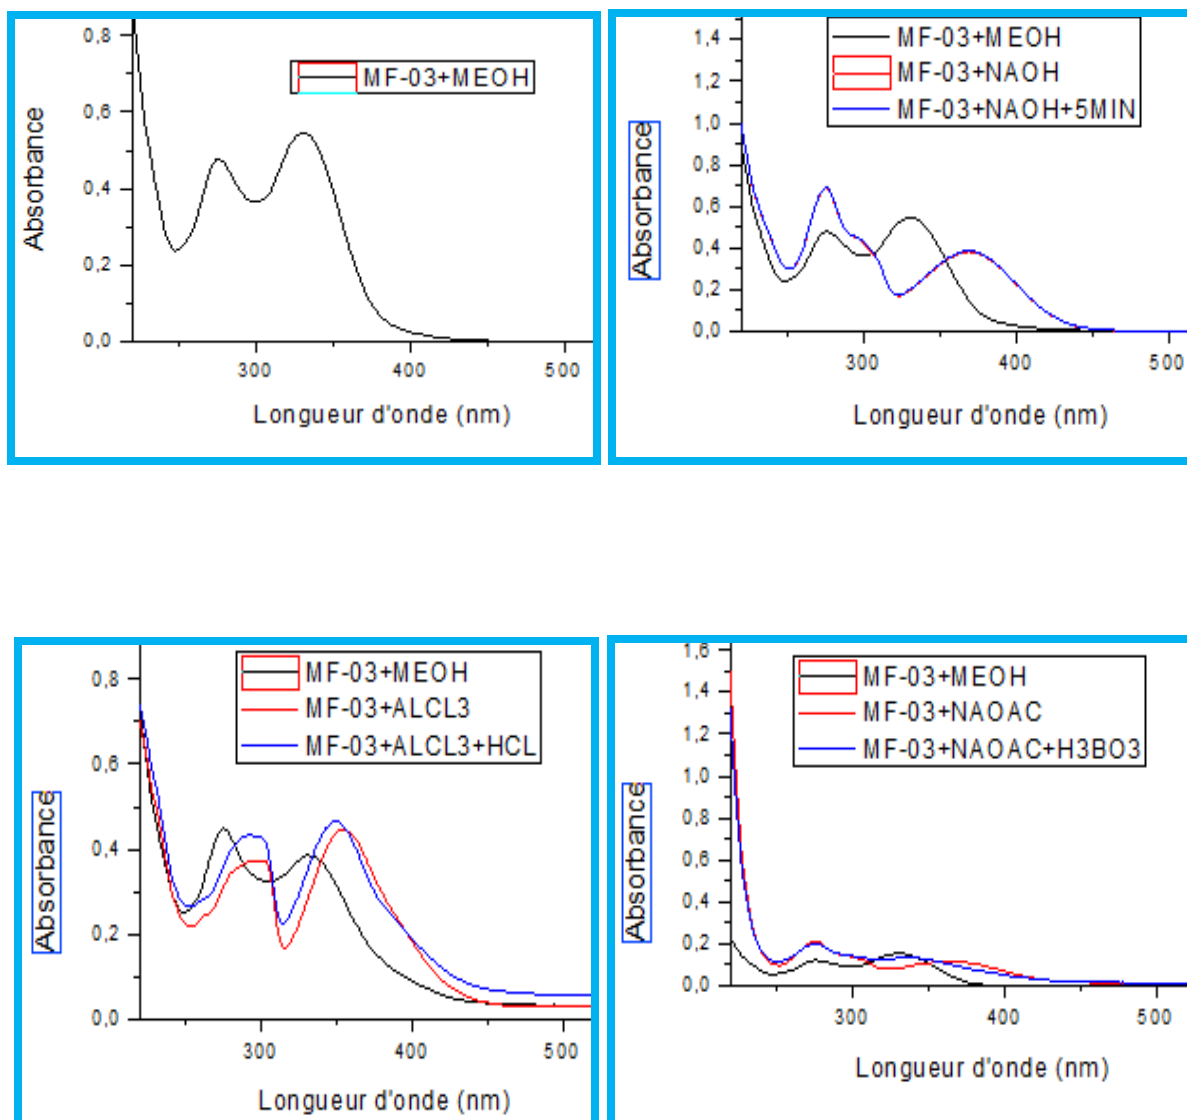 0,8
0,6
0,4
0,2
0,0
300
400
500
Absorbance
Longueur d'onde (nm)
MF-03+MEOH
1,4
1,2
1,0
0,8
0,6
0,4
0,2
0,0
300
400
500
Absorbance
Longueur d'onde (nm)
MF-03+MEOH
MF-03+NAOH
MF-03+NAOH+5MIN
0,8
0,6
0,4
0,2
0,0
300
400
500
Absorbance
Longueur d'onde (nm)
MF-03+MEOH
MF-03+ALCL3
MF-03+ALCL3+HCL
1,6
1,5
1,4
1,2
1,0
0,8
0,6
0,4
0,2
0,0
300
400
500
Absorbance
Longueur d'onde (nm)
MF-03+MEOH
MF-03+NAOAC
MF-03+NAOAC+H3BO3